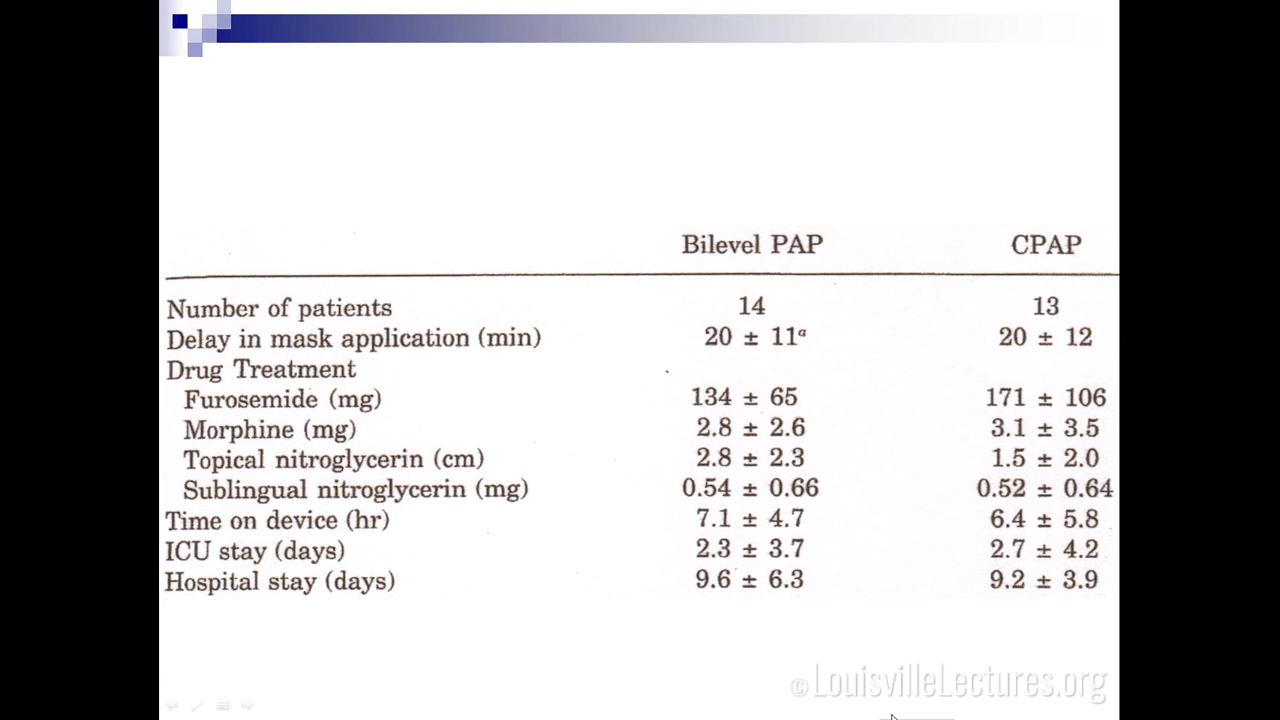 Bilevel PAP CPAP
Number of patients 14 13
Delay in mask application (min) 20 ± 11ᵅ 20 ± 12
Drug Treatment
Furosemide (mg) 134 ± 65 171 ± 106
Morphine (mg) 2.8 ± 2.6 3.1 ± 3.5
Topical nitroglycerin (cm) 2.8 ± 2.3 1.5 ± 2.0
Sublingual nitroglycerin (mg) 0.54 ± 0.66 0.52 ± 0.64
Time on device (hr) 7.1 ± 4.7 6.4 ± 5.8
ICU stay (days) 2.3 ± 3.7 2.7 ± 4.2
Hospital stay (days) 9.6 ± 6.3 9.2 ± 3.9
©LouisvilleLectures.org